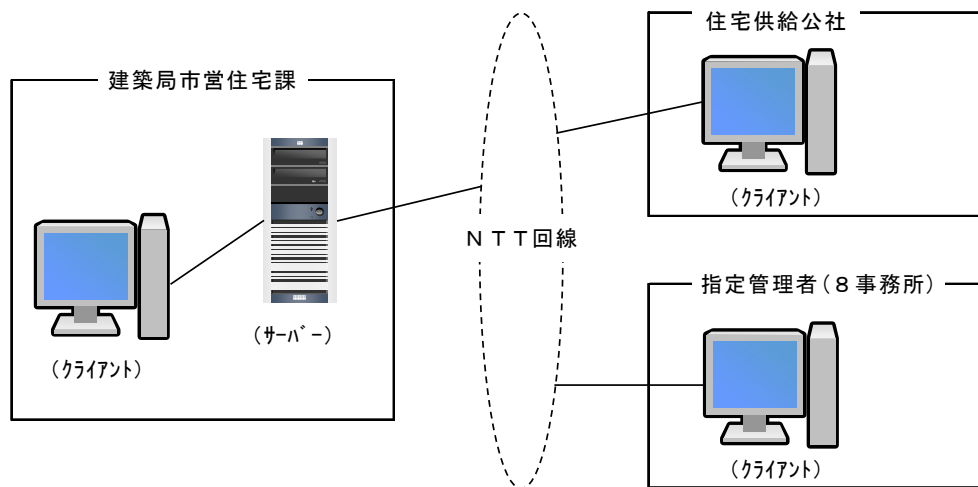 建築局市営住宅課
(クライアント)
(サーバー)
NTT回線
住宅供給公社
(クライアント)
指定管理者(8事務所)
(クライアント)